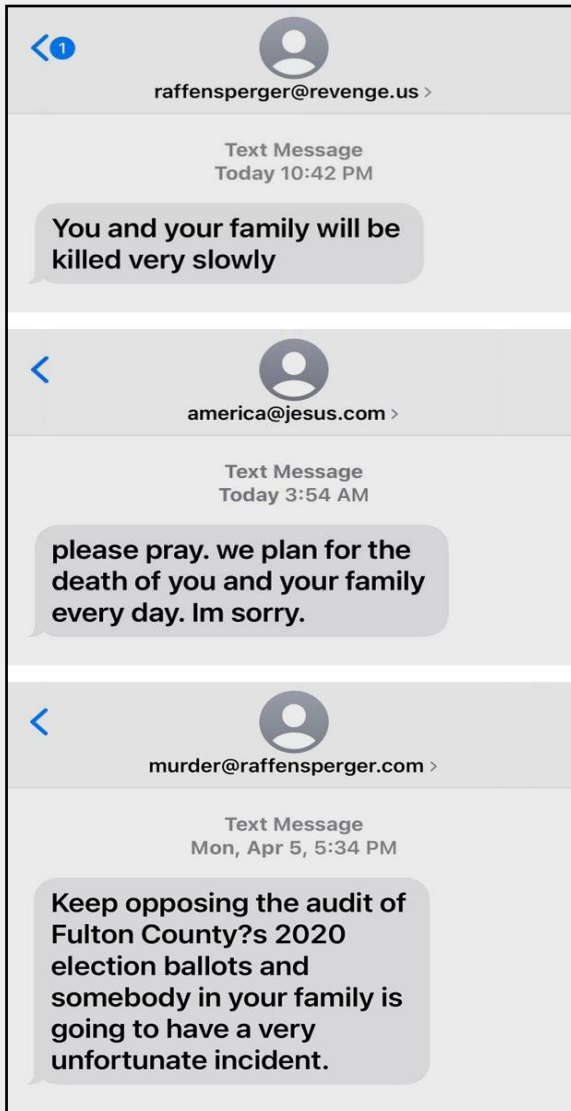 1
raffensperger@revenge.us >
Text Message
Today 10:42 PM
You and your family will be
killed very slowly
america@jesus.com >
Text Message
Today 3:54 AM
please pray. we plan for the
death of you and your family
every day. Im sorry.
murder@raffensperger.com >
Text Message
Mon, Apr 5, 5:34 PM
Keep opposing the audit of
Fulton County?s 2020
election ballots and
somebody in your family is
going to have a very
unfortunate incident.